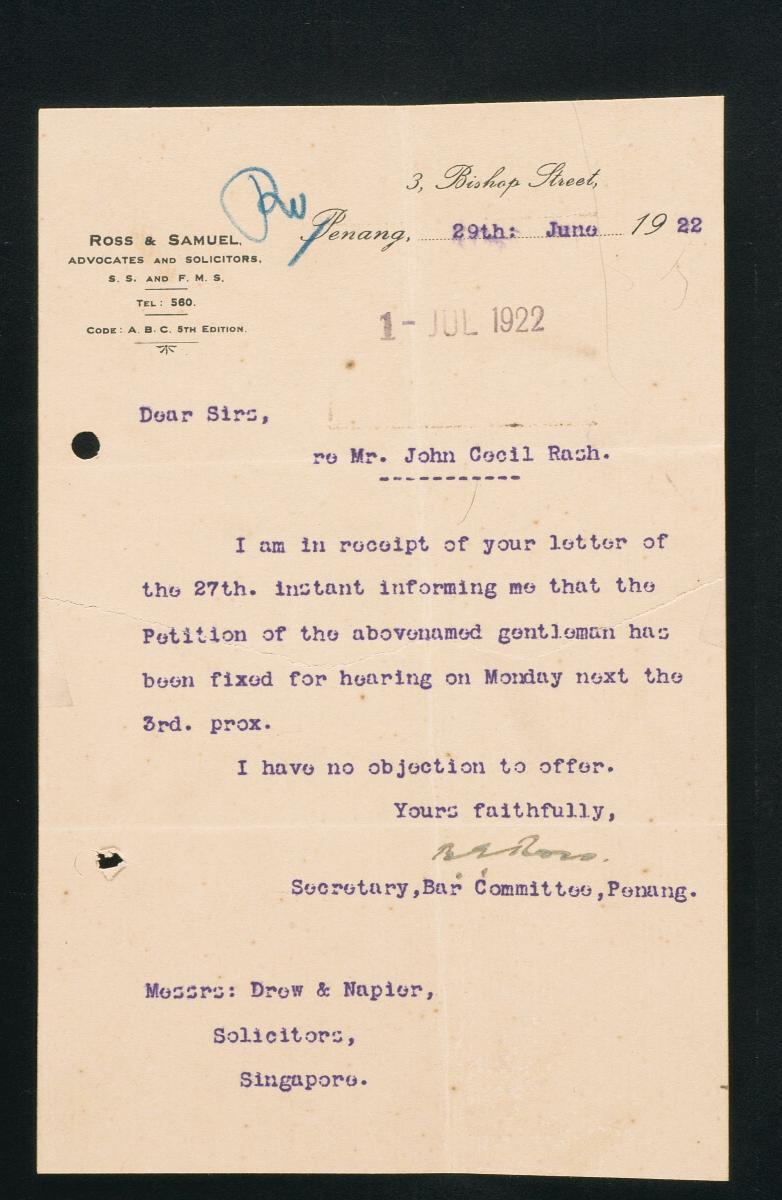 3, Bishop Street,
Penang, 29th: June 1922
ROSS & SAMUEL,
ADVOCATES AND SOLICITORS,
S. S. AND F. M. S.
TEL: 560.
CODE: A. B. C. 5TH EDITION.
1- JUL 1922
Dear Sirs,
re Mr. John Cecil Rash.
-----------
I am in receipt of your letter of
the 27th. instant informing me that the
Petition of the abovenamed gentleman has
been fixed for hearing on Monday next the
3rd. prox.
I have no objection to offer.
Yours faithfully,
Secretary,Bar Committee,Penang.
Messrs: Drew & Napier,
Solicitors,
Singapore.